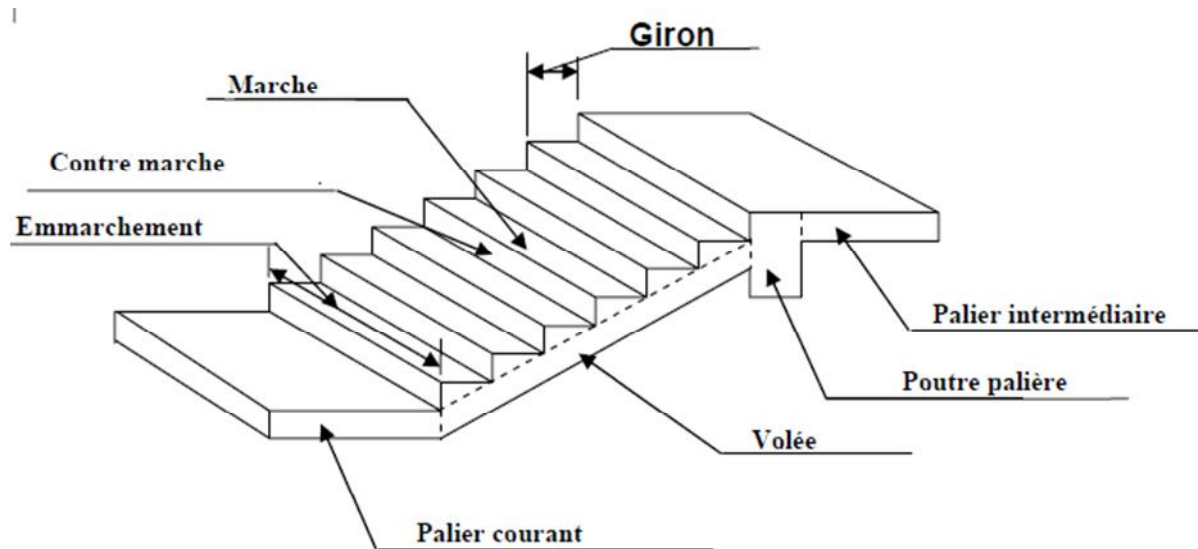 Giron
Marche
Contre marche
Emmarchement
Palier intermédiaire
Poutre palière
Volée
Palier courant